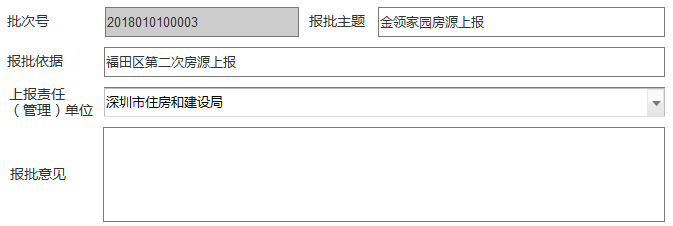 批次号 2018010100003 报批主题 金领家园房源上报
报批依据 福田区第二次房源上报
上报责任
（管理）单位 深圳市住房和建设局
报批意见